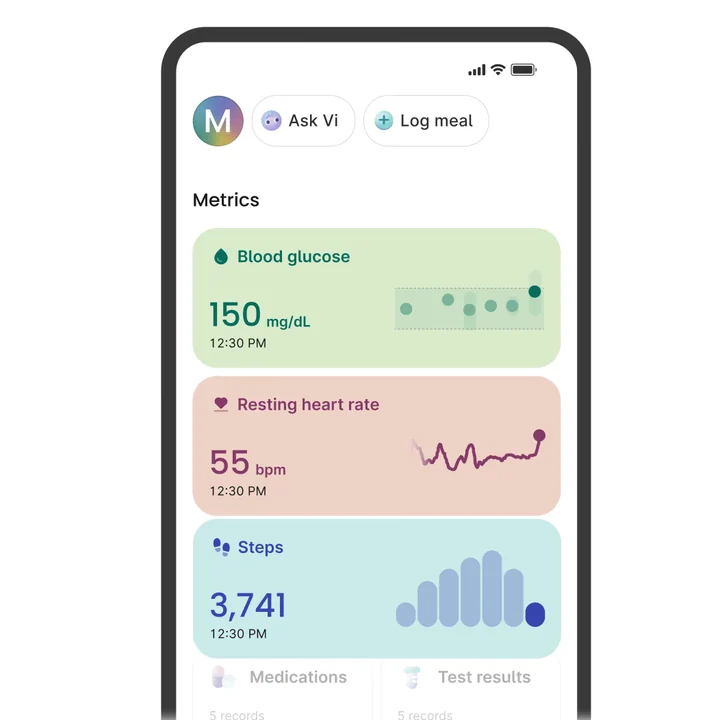 M Ask Vi Log meal
Metrics
Blood glucose
150 mg/dL
12:30 PM
Resting heart rate
55 bpm
12:30 PM
Steps
3,741
12:30 PM
Medications Test results
5 records 5 records